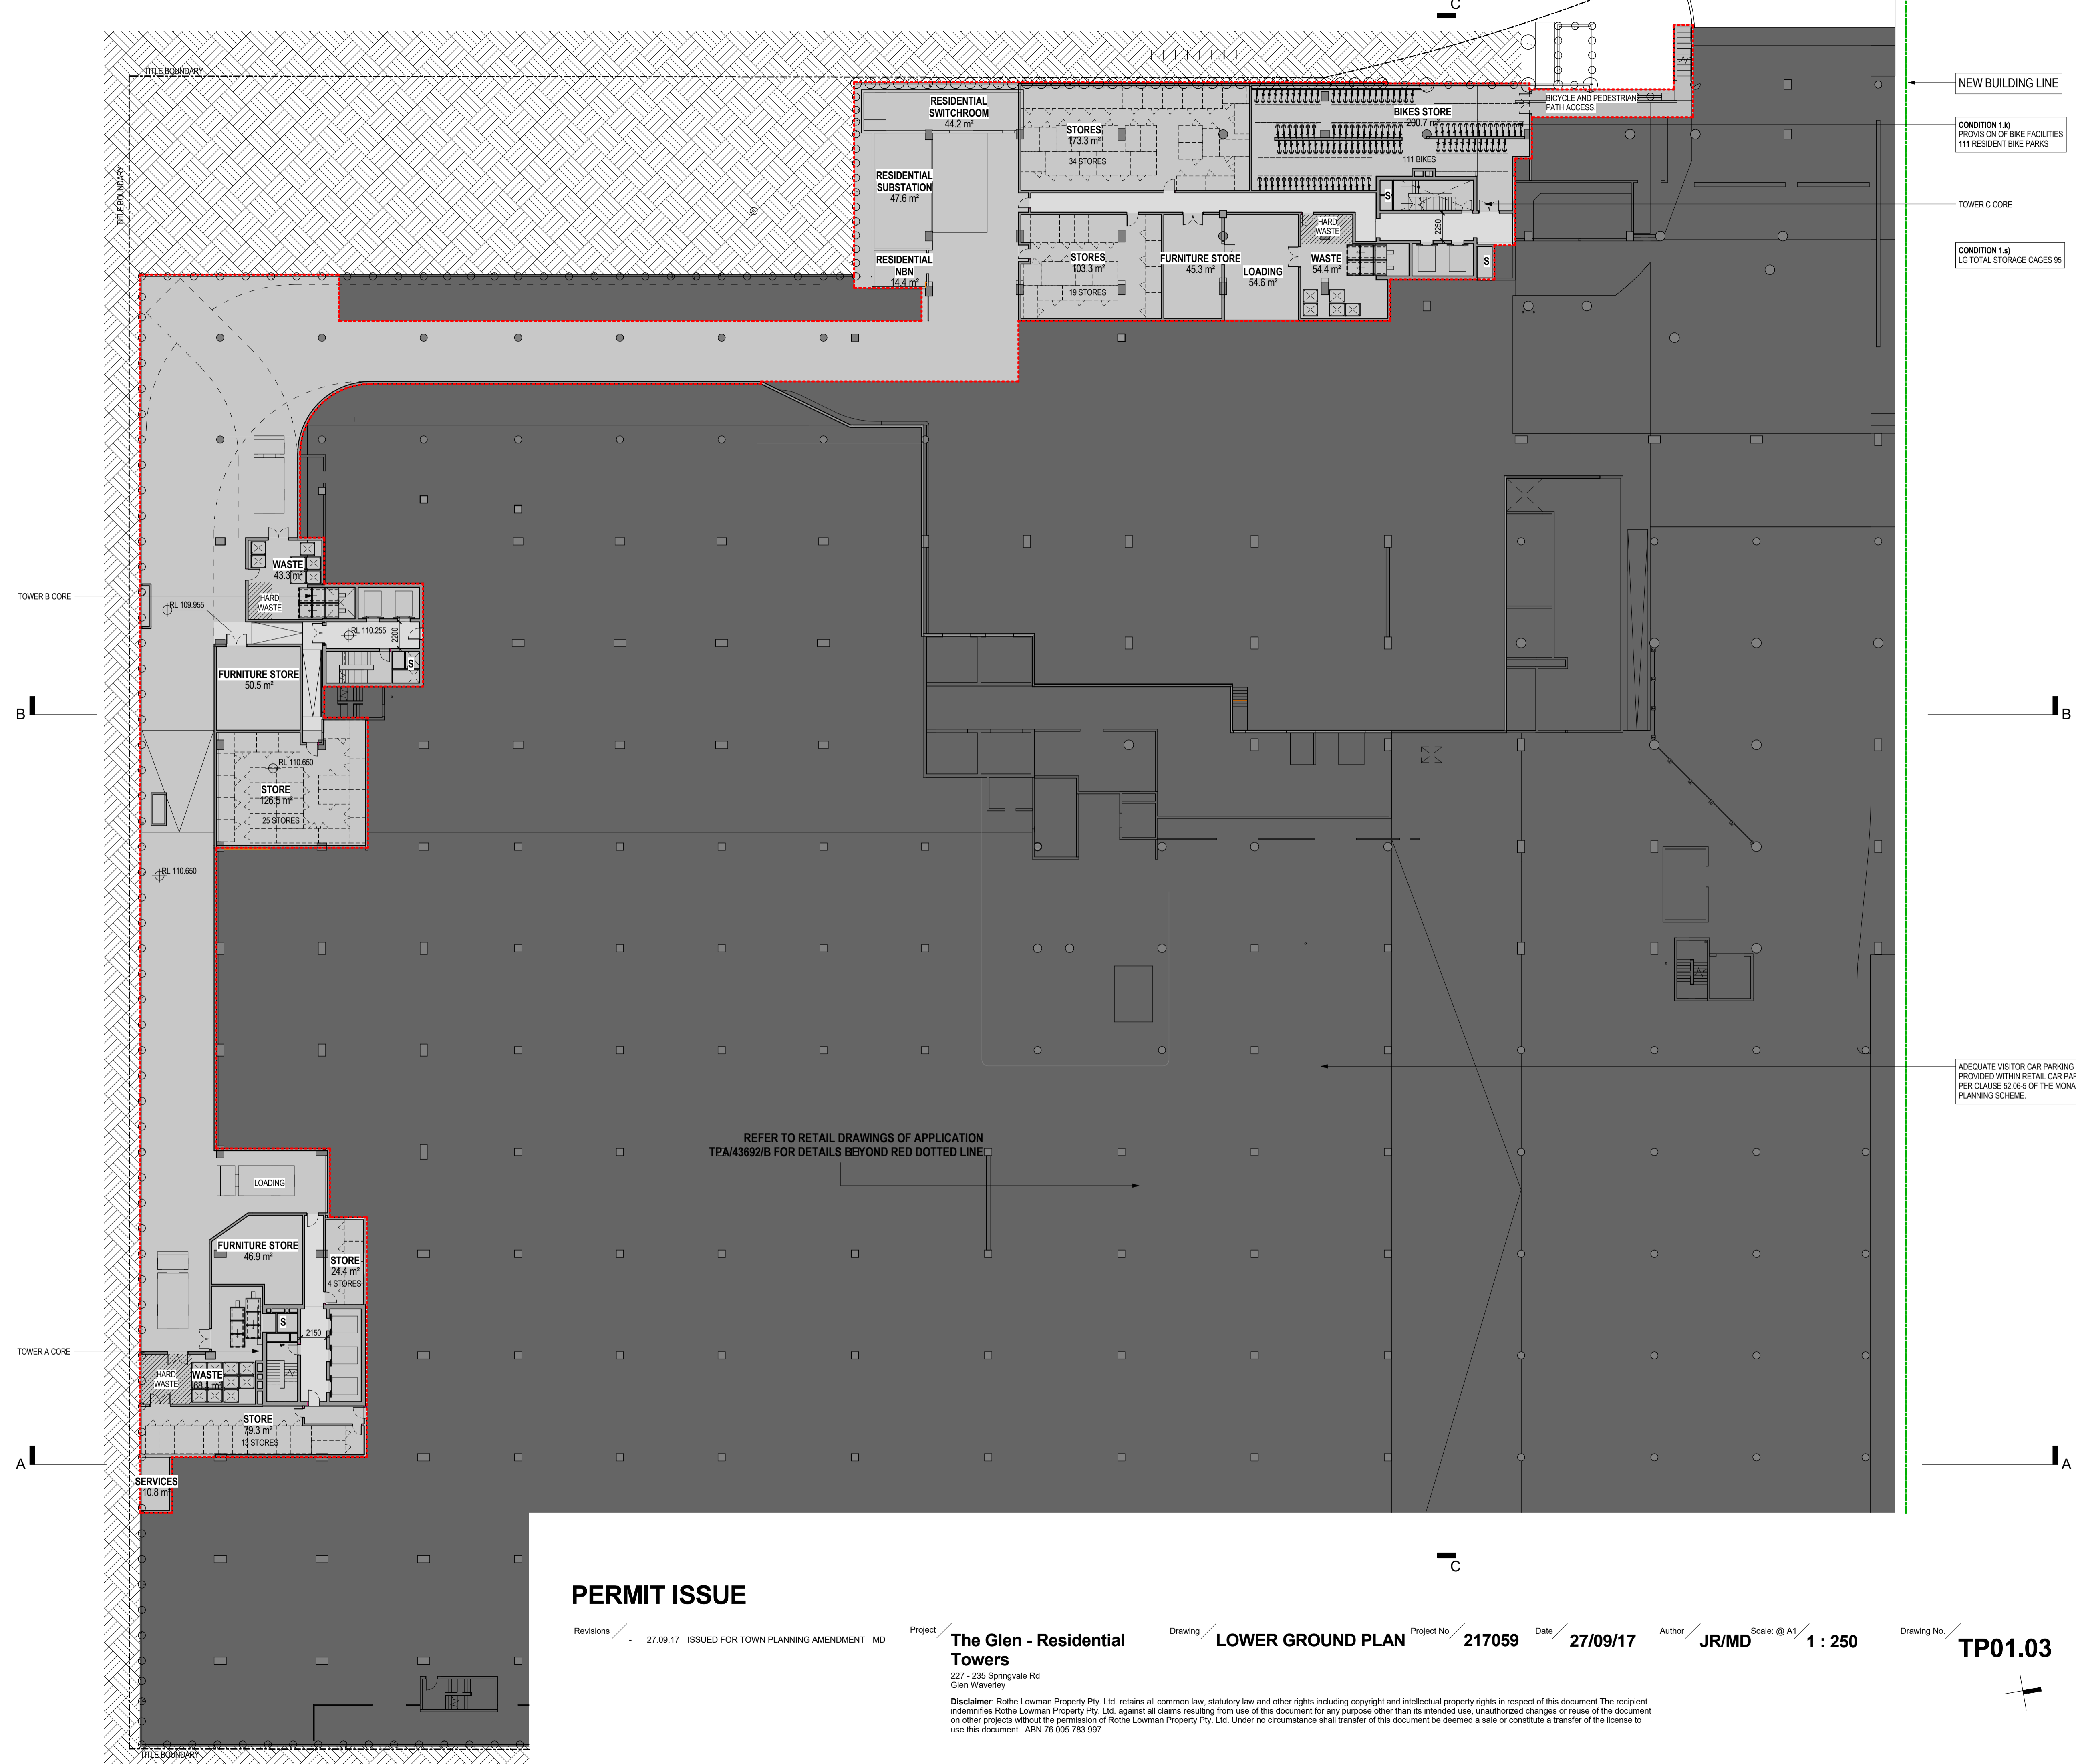 C
TITLE BOUNDARY
TITLE BOUNDARY
NEW BUILDING LINE
RESIDENTIAL
SWITCHROOM
44.2 m²
BIKES STORE
200.7 m²
111 BIKES
BICYCLE AND PEDESTRIAN
PATH ACCESS.
STORES
173.3 m²
34 STORES
CONDITION 1.k)
PROVISION OF BIKE FACILITIES
111 RESIDENT BIKE PARKS
RESIDENTIAL
SUBSTATION
47.6 m²
S
TOWER C CORE
HARD
WASTE
2250
CONDITION 1.s)
LG TOTAL STORAGE CAGES 95
RESIDENTIAL
NBN
14.4 m²
STORES
103.3 m²
19 STORES
FURNITURE STORE
45.3 m²
LOADING
54.6 m²
WASTE
54.4 m²
S
WASTE
43.3 m²
HARD
WASTE
TOWER B CORE
RL 109.955
RL 110.255
2200
S
FURNITURE STORE
50.5 m²
B
B
RL 110.650
STORE
126.5 m²
25 STORES
RL 110.650
ADEQUATE VISITOR CAR PARKING
PROVIDED WITHIN RETAIL CAR PAR
PER CLAUSE 52.06-5 OF THE MONA
PLANNING SCHEME.
REFER TO RETAIL DRAWINGS OF APPLICATION
TPA/43692/B FOR DETAILS BEYOND RED DOTTED LINE
LOADING
FURNITURE STORE
46.9 m²
STORE
24.4 m²
4 STORES
S
2150
TOWER A CORE
HARD
WASTE
WASTE
STORE
79.3 m²
13 STORES
A
A
SERVICES
10.8 m²
C
TITLE BOUNDARY
PERMIT ISSUE
Revisions
- 27.09.17 ISSUED FOR TOWN PLANNING AMENDMENT MD
Project
The Glen - Residential
Towers
227 - 235 Springvale Rd
Glen Waverley
Drawing
LOWER GROUND PLAN
Project No
217059
Date
27/09/17
Author
JR/MD
Scale: @ A1
1 : 250
Drawing No.
TP01.03
Disclaimer: Rothe Lowman Property Pty. Ltd. retains all common law, statutory law and other rights including copyright and intellectual property rights in respect of this document.The recipient
indemnifies Rothe Lowman Property Pty. Ltd. against all claims resulting from use of this document for any purpose other than its intended use, unauthorized changes or reuse of the document
on other projects without the permission of Rothe Lowman Property Pty. Ltd. Under no circumstance shall transfer of this document be deemed a sale or constitute a transfer of the license to
use this document. ABN 76 005 783 997